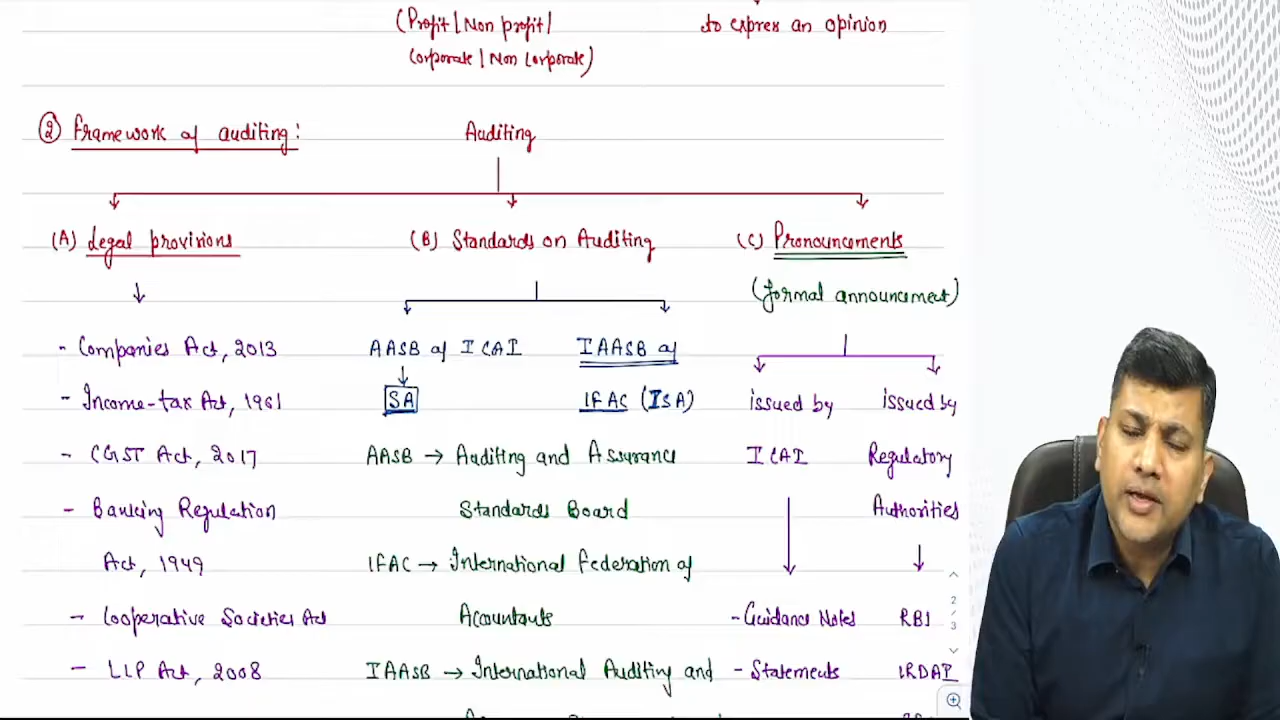 (Profit/Non profit/
Corporate/Non Corporate)
to expres an opinion
② Framework of auditing:
Auditing
(A) Legal provisions
- Companies Act, 2013
- Income-tax Act, 1961
- CGST Act, 2017
- Banking Regulation
Act, 1949
- Cooperative Societies Act
- LLP Act, 2008
(B) Standards on Auditing
AASB of ICAI
SA
IAASB of
IFAC (ISA)
AASB → Auditing and Assurance
Standards Board
IFAC → International Federation of
Accountants
IAASB → International Auditing and
(C) Pronouncements
(formal announcement)
issued by
ICAI
- Guidance Notes
- Statements
issued by
Regulatory
Authorities
RBI
IRDAI
2
/
3